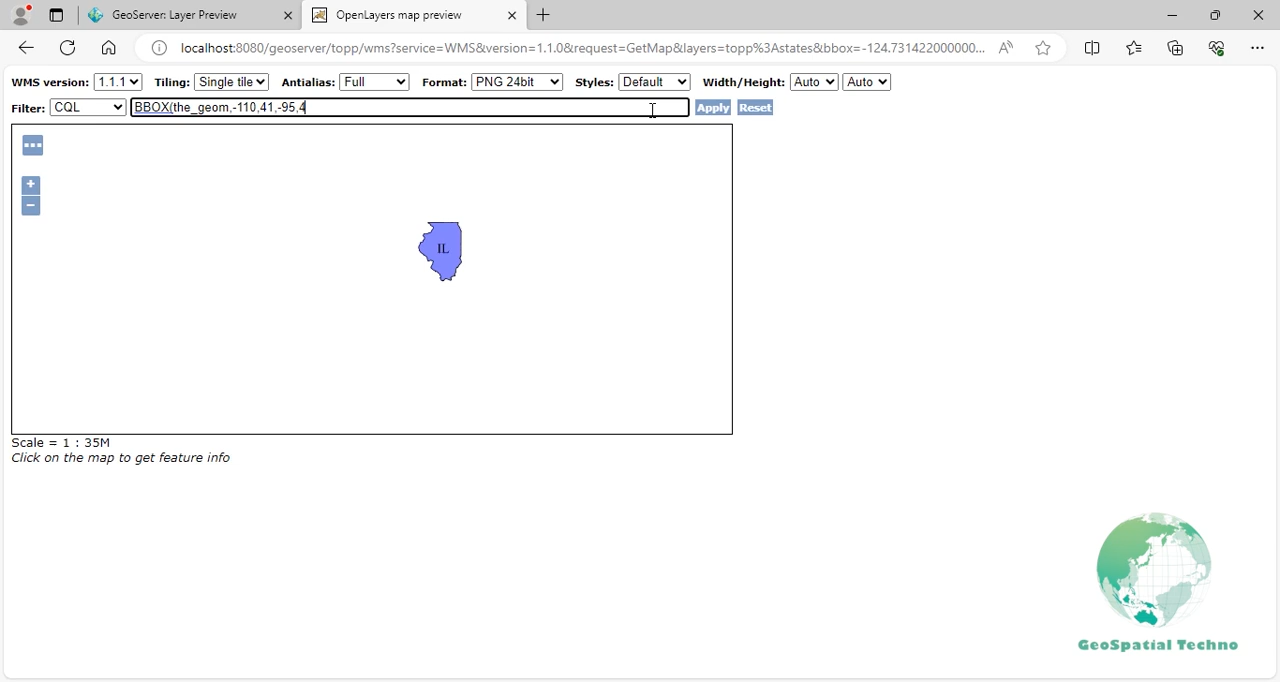 GeoServer: Layer Preview
OpenLayers map preview
localhost:8080/geoserver/topp/wms?service=WMS&version=1.1.0&request=GetMap&layers=topp%3Astates&bbox=-124.731422000000...
WMS version: 1.1.1 Tiling: Single tile Antialias: Full Format: PNG 24bit Styles: Default Width/Height: Auto Auto
Filter: CQL BBOX(the_geom,-110,41,-95,4 Apply Reset
IL
Scale = 1 : 35M
Click on the map to get feature info
GeoSpatial Techno